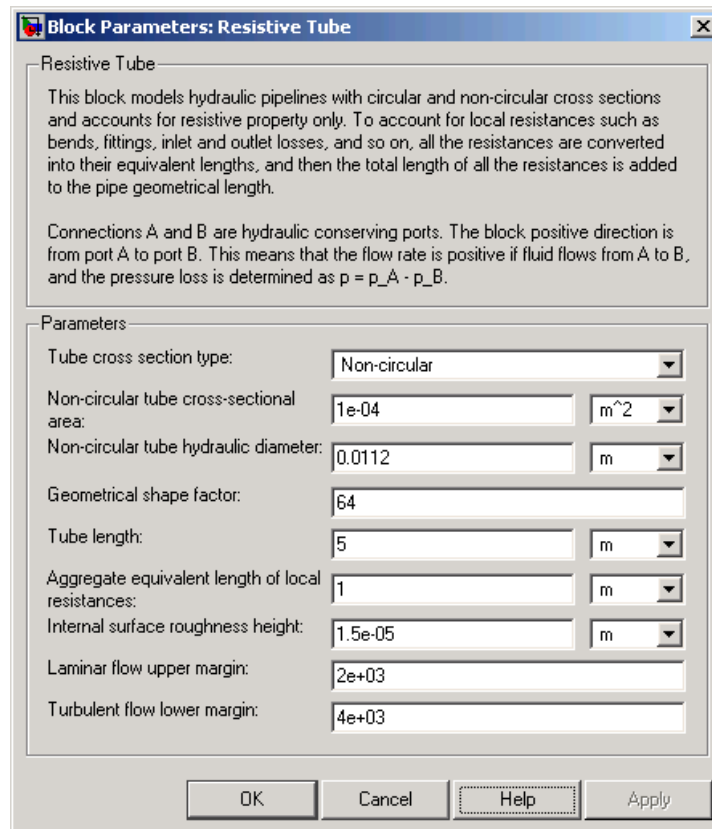 Block Parameters: Resistive Tube
Resistive Tube
This block models hydraulic pipelines with circular and non-circular cross sections
and accounts for resistive property only. To account for local resistances such as
bends, fittings, inlet and outlet losses, and so on, all the resistances are converted
into their equivalent lengths, and then the total length of all the resistances is added
to the pipe geometrical length.
Connections A and B are hydraulic conserving ports. The block positive direction is
from port A to port B. This means that the flow rate is positive if fluid flows from A to B,
and the pressure loss is determined as p = p_A - p_B.
Parameters
Tube cross section type: Non-circular
Non-circular tube cross-sectional
area: 1e-04 m^2
Non-circular tube hydraulic diameter: 0.0112 m
Geometrical shape factor: 64
Tube length: 5 m
Aggregate equivalent length of local
resistances: 1 m
Internal surface roughness height: 1.5e-05 m
Laminar flow upper margin: 2e+03
Turbulent flow lower margin: 4e+03
OK Cancel Help Apply